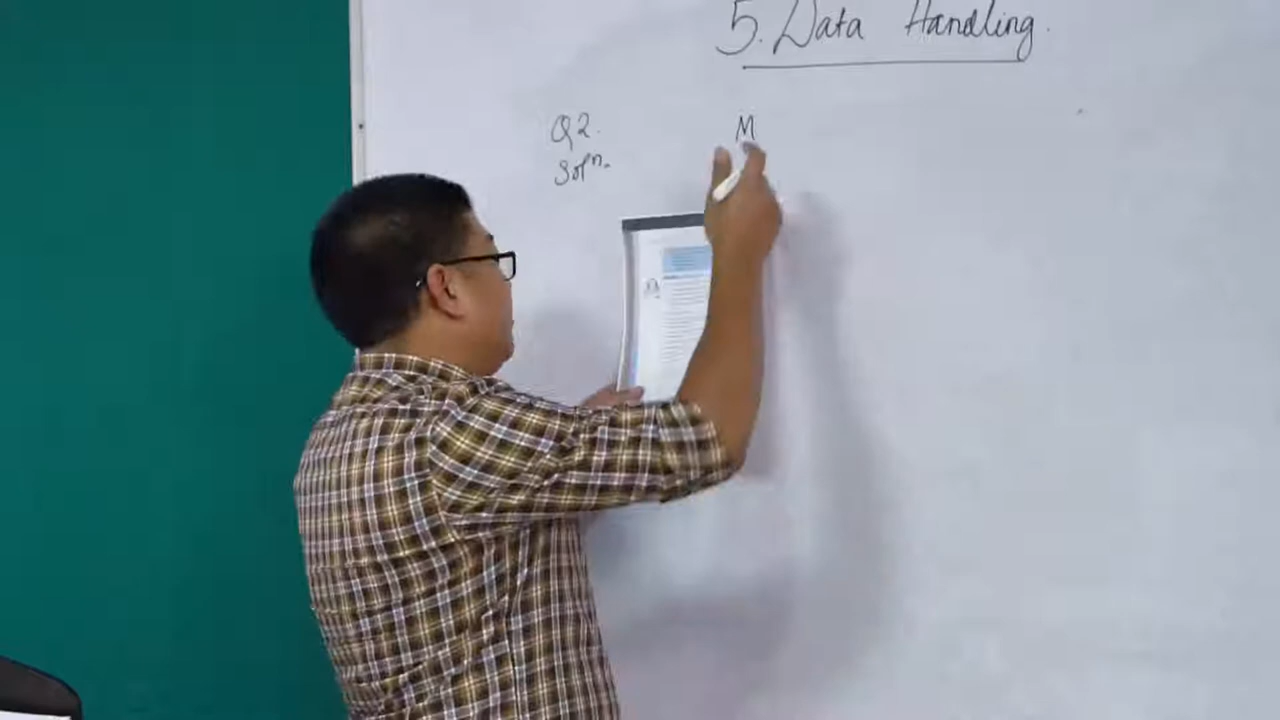 5. Data Handling.
Q2.
M
Solⁿ.